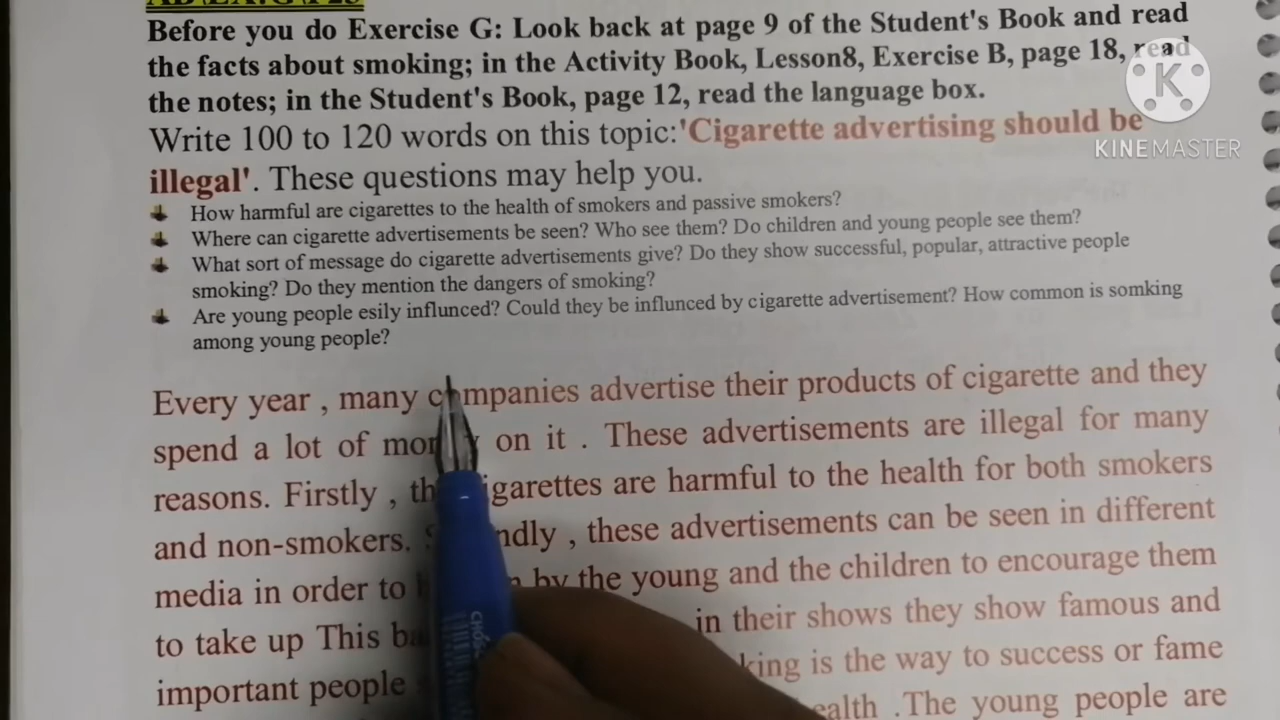 Before you do Exercise G: Look back at page 9 of the Student's Book and read
the facts about smoking; in the Activity Book, Lesson8, Exercise B, page 18, read
the notes; in the Student's Book, page 12, read the language box.
Write 100 to 120 words on this topic:'Cigarette advertising should be
illegal'. These questions may help you.
How harmful are cigarettes to the health of smokers and passive smokers?
Where can cigarette advertisements be seen? Who see them? Do children and young people see them?
What sort of message do cigarette advertisements give? Do they show successful, popular, attractive people
smoking? Do they mention the dangers of smoking?
Are young people esily influnced? Could they be influnced by cigarette advertisement? How common is somking
among young people?
Every year , many companies advertise their products of cigarette and they
spend a lot of on it . These advertisements are illegal for many
reasons. Firstly , cigarettes are harmful to the health for both smokers
and non-smokers. , these advertisements can be seen in different
media in order to by the young and the children to encourage them
to take up This in their shows they show famous and
important people is the way to success or fame
.The young people are
K
KINEMASTER